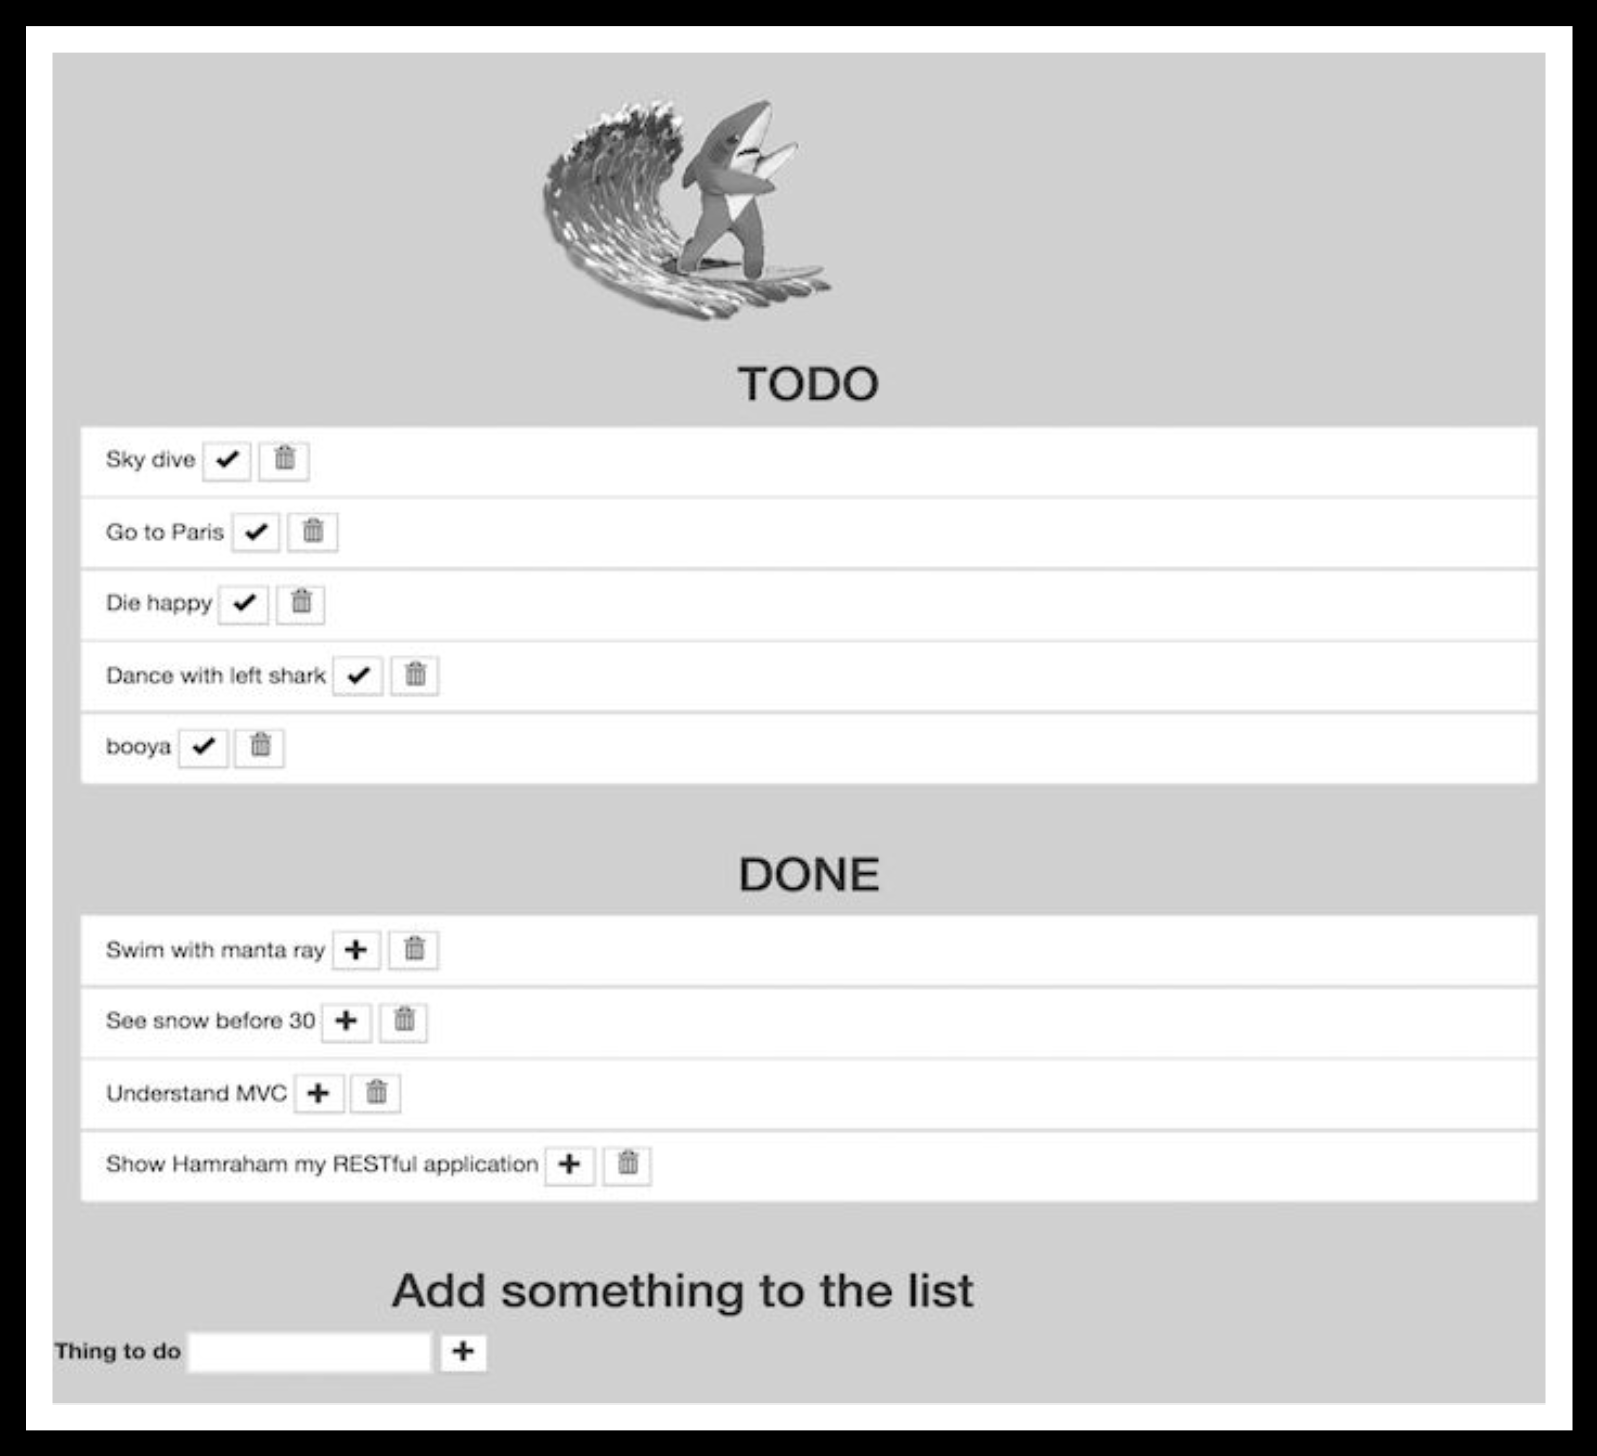 TODO
Sky dive
Go to Paris
Die happy
Dance with left shark
booya
DONE
Swim with manta ray
See snow before 30
Understand MVC
Show Hamraham my RESTful application
Add something to the list
Thing to do